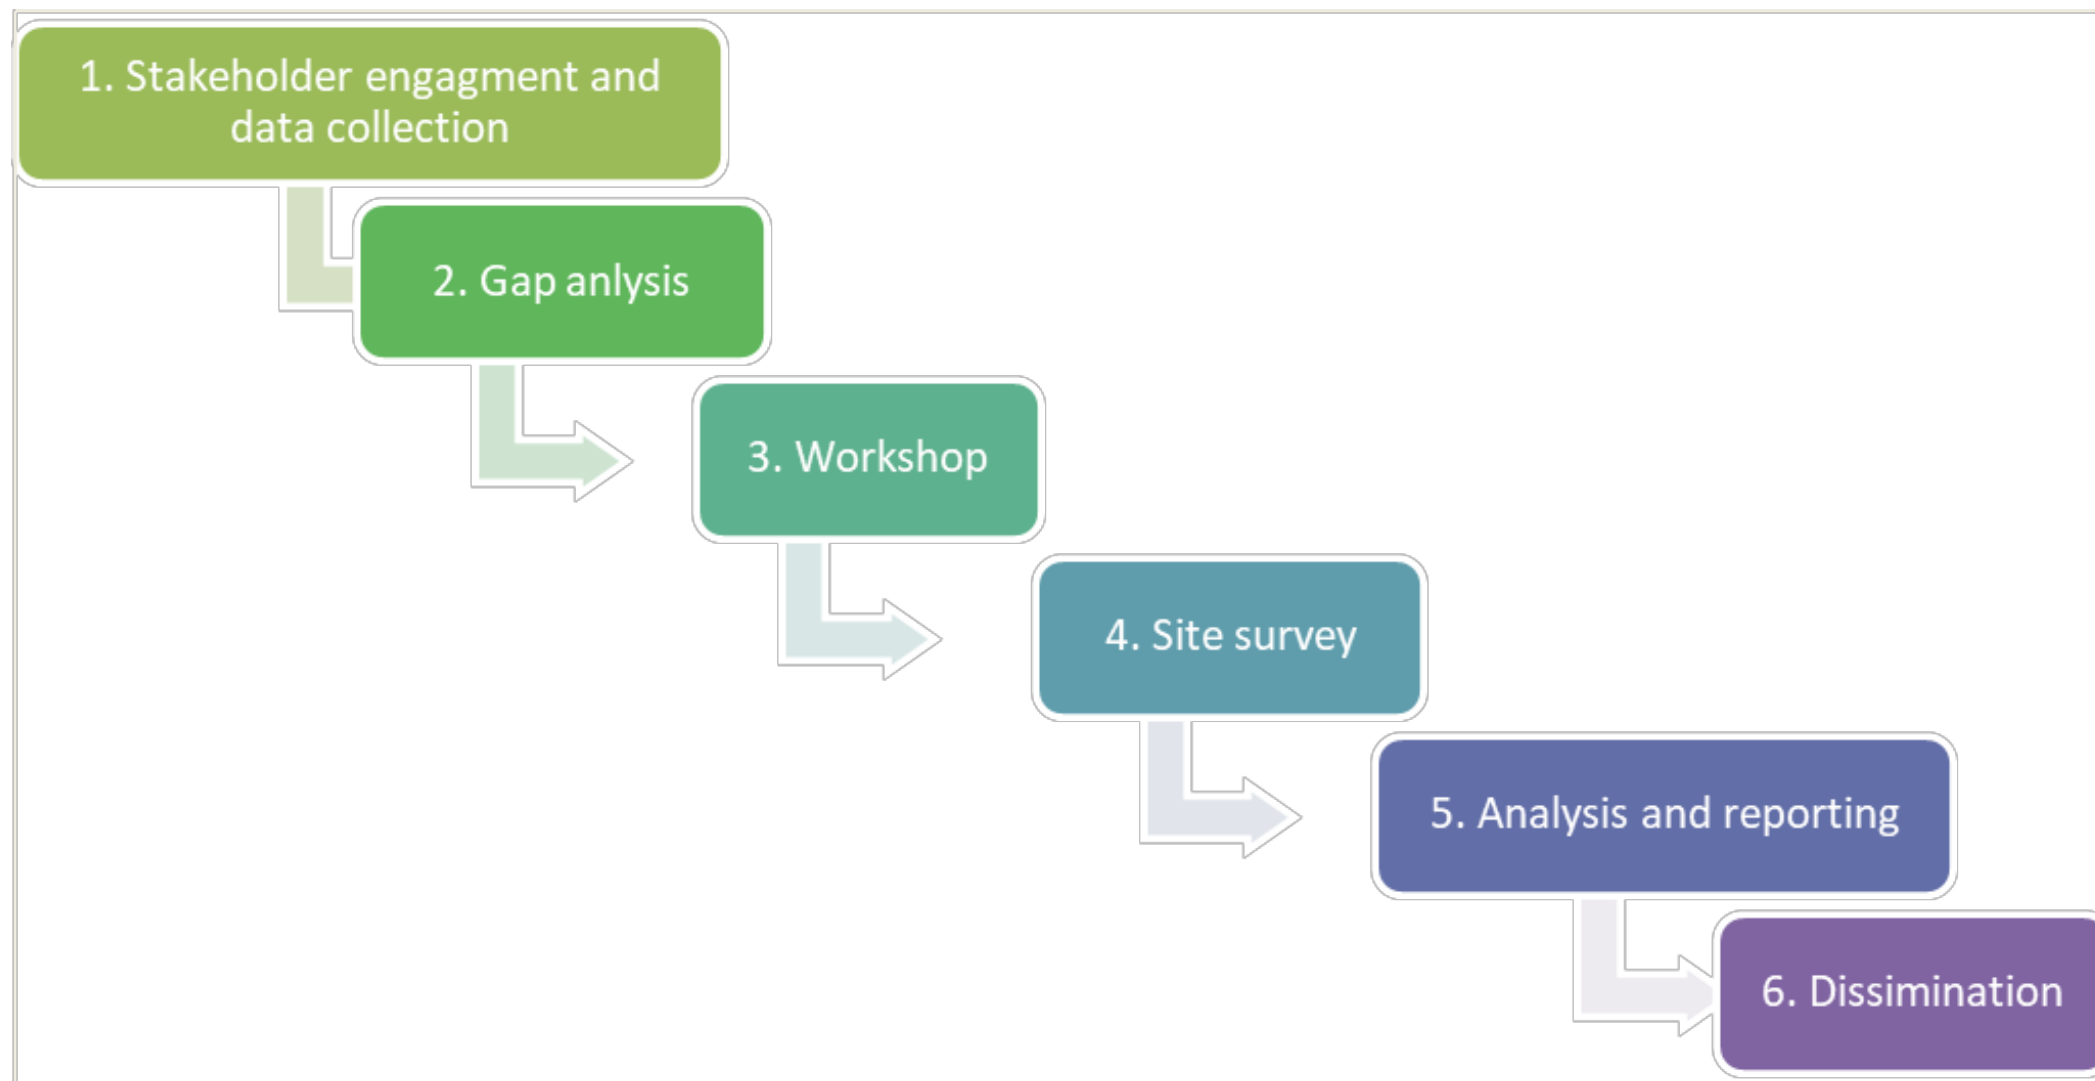 1. Stakeholder engagment and
data collection
2. Gap anlysis
3. Workshop
4. Site survey
5. Analysis and reporting
6. Dissimination